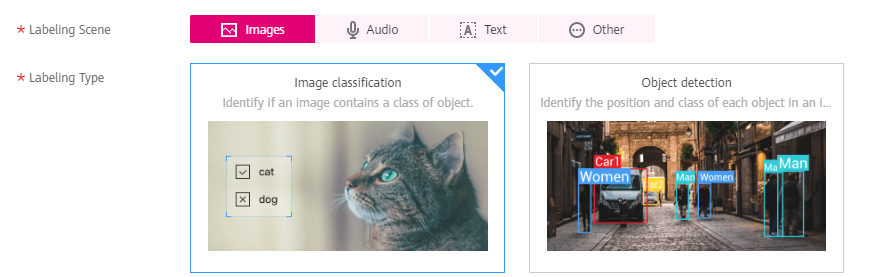 * Labeling Scene
Images
Audio
Text
Other
* Labeling Type
Image classification
Identify if an image contains a class of object.
cat
dog
Object detection
Identify the position and class of each object in an i...
Car1
Women
Man
Women
Ma
Man